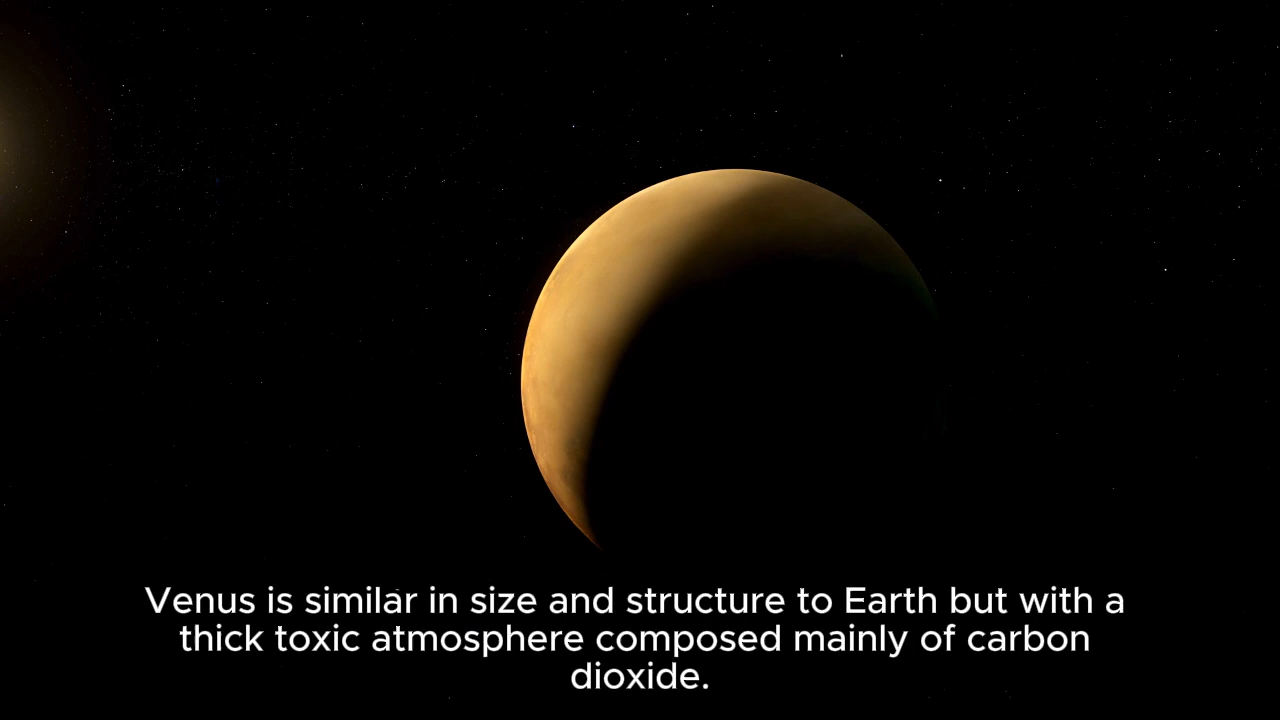 Venus is similar in size and structure to Earth but with a
thick toxic atmosphere composed mainly of carbon
dioxide.